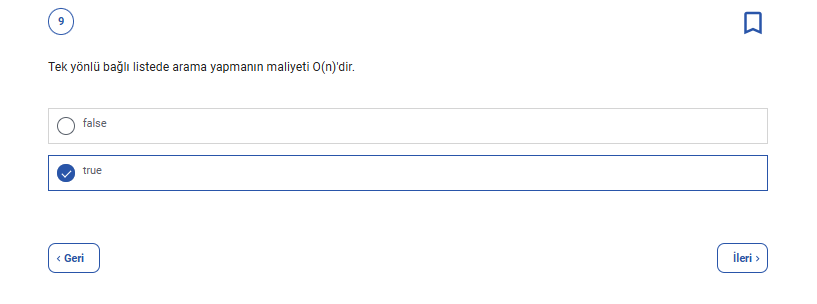 9
Tek yönlü bağlı listede arama yapmanın maliyeti O(n)'dir.
false
true
‹ Geri
İleri ›